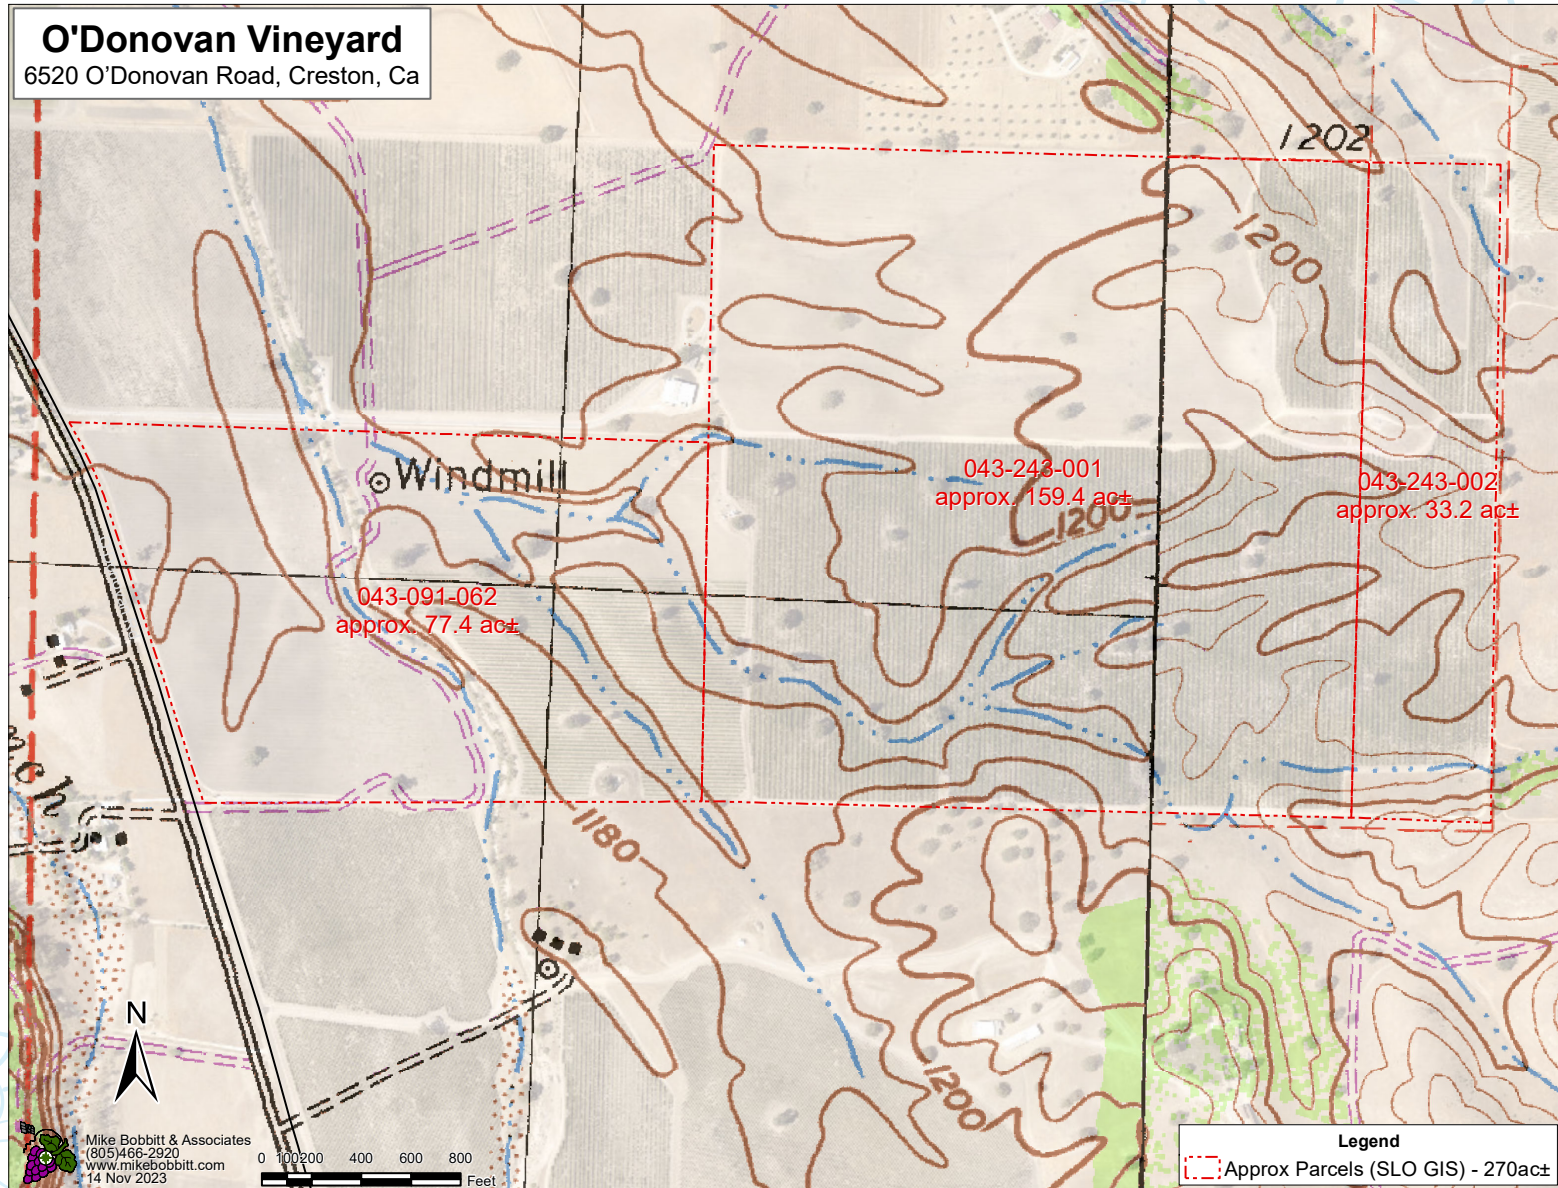 O'Donovan Vineyard
6520 O'Donovan Road, Creston, Ca
1202
1200
Windmill
043-243-001
approx. 159.4 ac±
043-243-002
approx. 33.2 ac±
1200
043-091-062
approx. 77.4 ac±
nch
1180
1200
N
Mike Bobbitt & Associates
(805)466-2920
www.mikebobbitt.com
14 Nov 2023
0 100 200 400 600 800
Feet
Legend
Approx Parcels (SLO GIS) - 270ac±